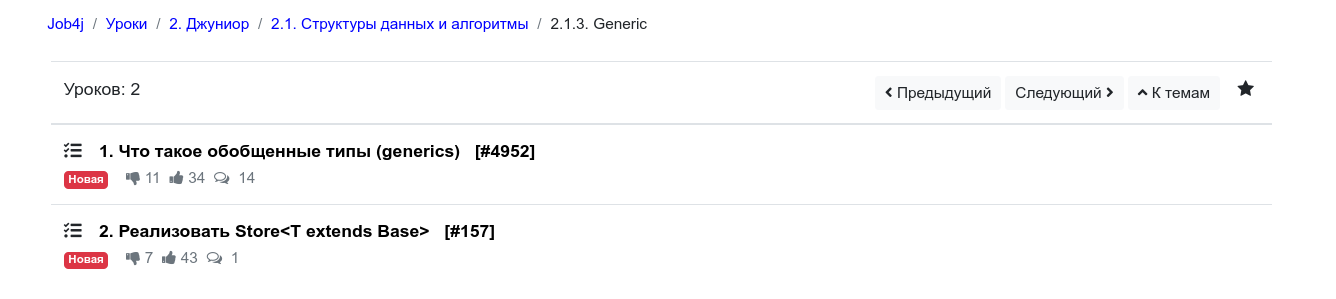 Job4j / Уроки / 2. Джуниор / 2.1. Структуры данных и алгоритмы / 2.1.3. Generic
Уроков: 2 Предыдущий Следующий К темам
1. Что такое обобщенные типы (generics) [#4952]
Новая 11 34 14
2. Реализовать Store<T extends Base> [#157]
Новая 7 43 1